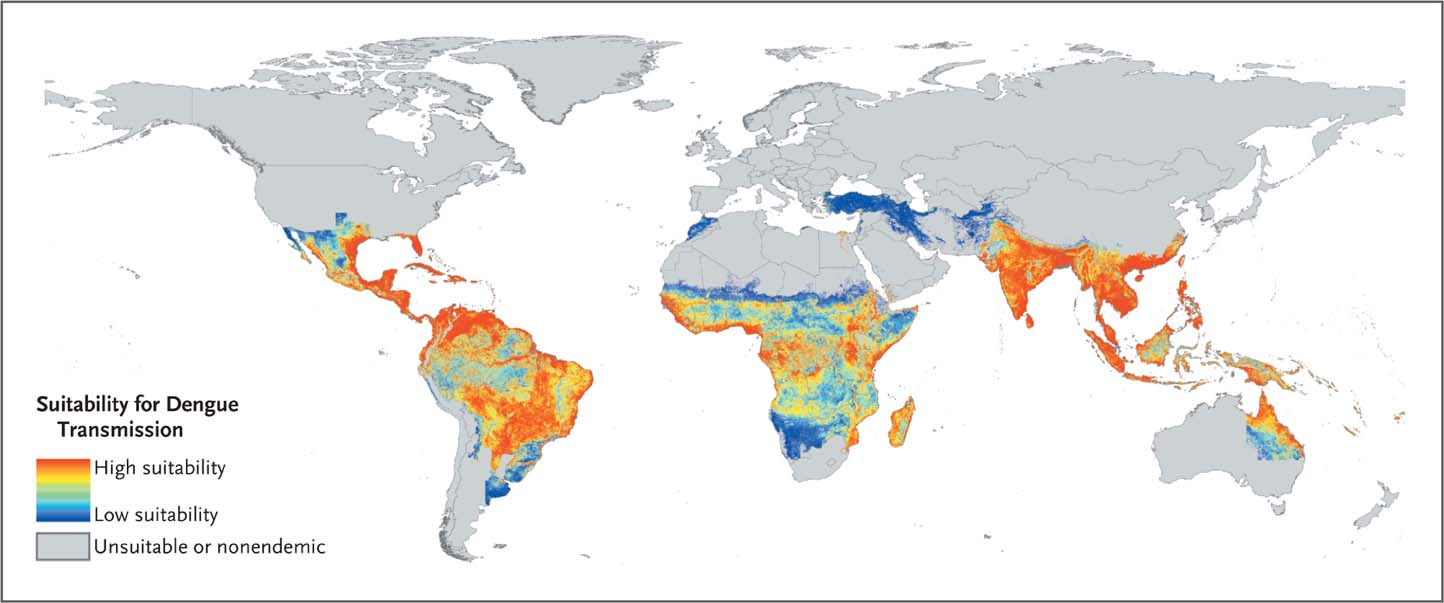 Suitability for Dengue
Transmission
High suitability
Low suitability
Unsuitable or nonendemic